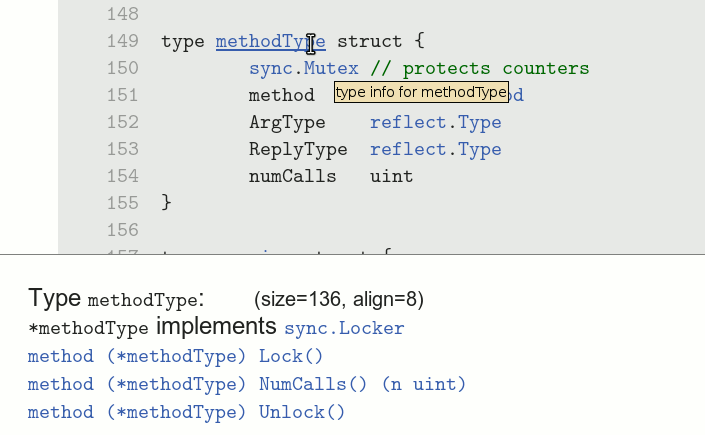 148
149 type methodType struct {
150 sync.Mutex // protects counters
151 method
type info for methodType
152 ArgType reflect.Type
153 ReplyType reflect.Type
154 numCalls uint
155 }
156
Type methodType: (size=136, align=8)
*methodType implements sync.Locker
method (*methodType) Lock()
method (*methodType) NumCalls() (n uint)
method (*methodType) Unlock()